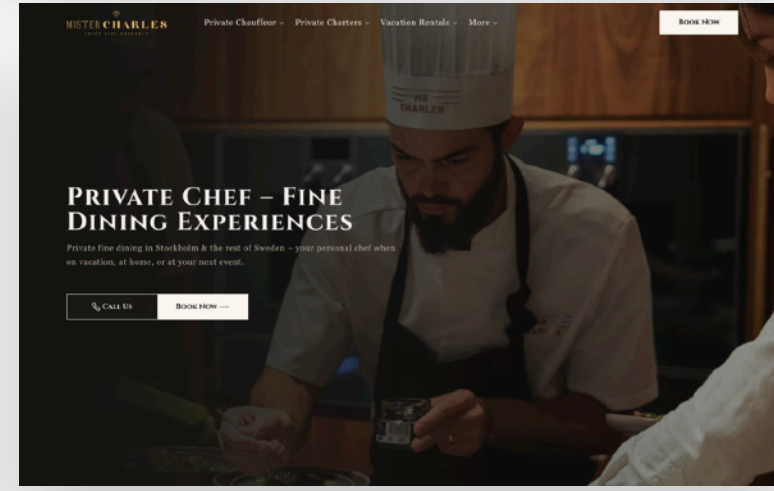 MISTER CHARLES
Private Chauffeur Private Charters Vacation Rentals More
BOOK NOW
MR
CHARLES
PRIVATE CHEF – FINE
DINING EXPERIENCES
Private fine dining in Stockholm & the rest of Sweden – your personal chef when
on vacation, at home, or at your next event.
CALL US BOOK NOW —